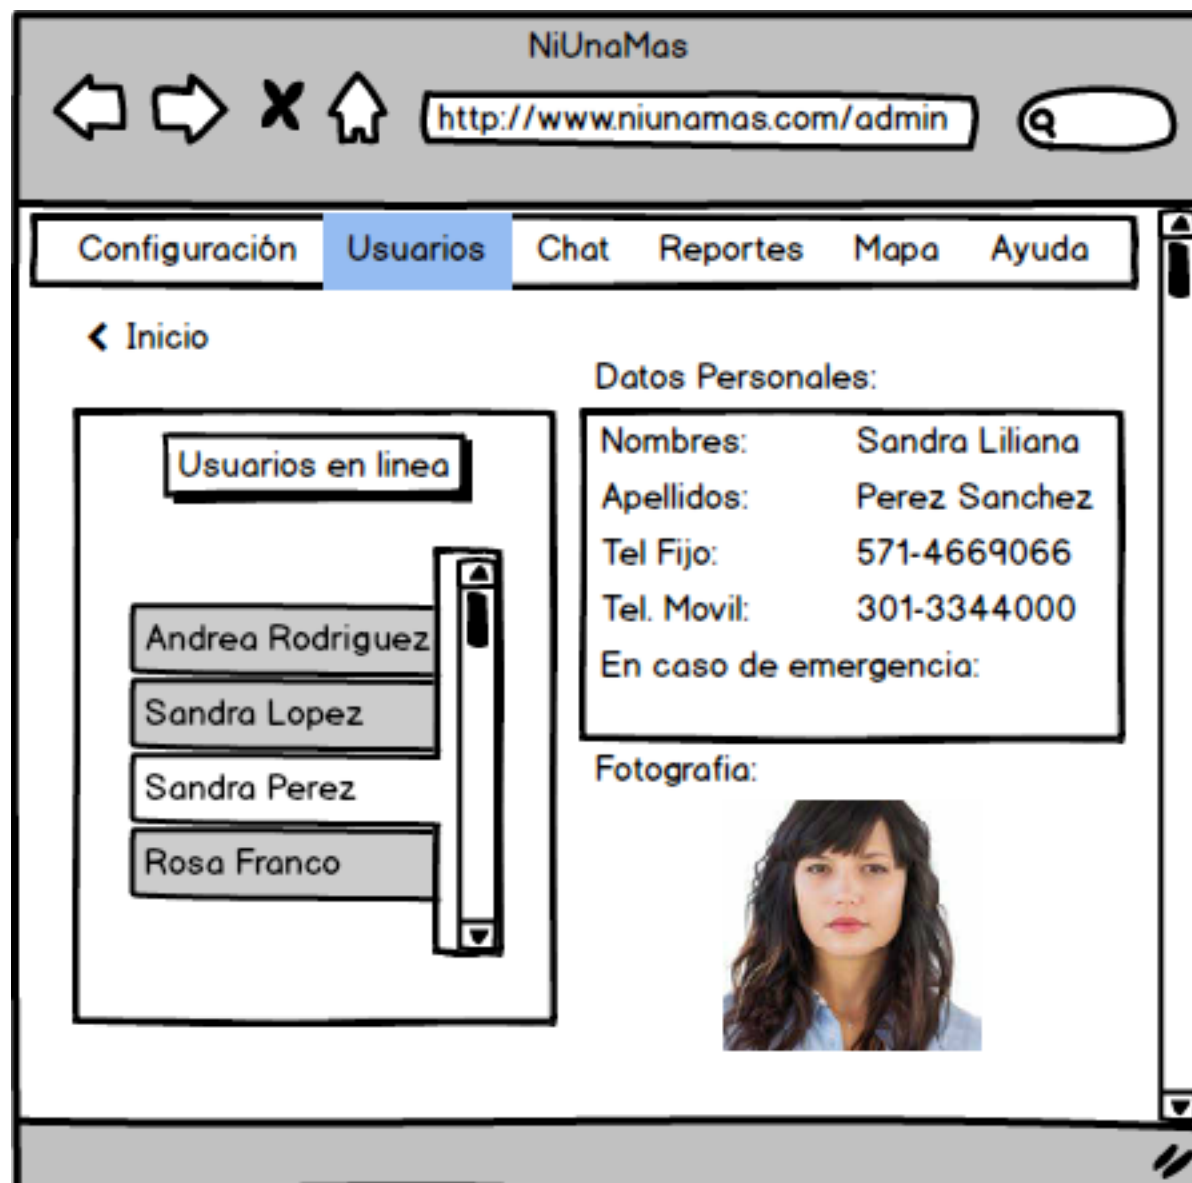 NiUnaMas
http://www.niunamas.com/admin
Configuración Usuarios Chat Reportes Mapa Ayuda
Inicio
Usuarios en linea
Andrea Rodriguez
Sandra Lopez
Sandra Perez
Rosa Franco
Datos Personales:
Nombres: Sandra Liliana
Apellidos: Perez Sanchez
Tel Fijo: 571-4669066
Tel. Movil: 301-3344000
En caso de emergencia:
Fotografia: